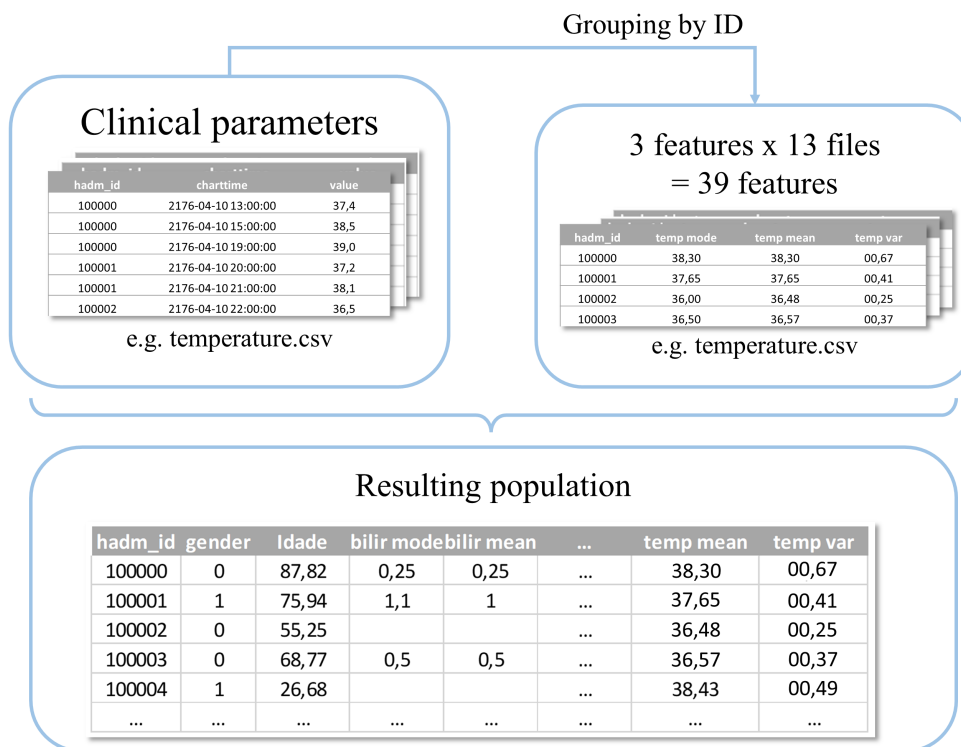 Grouping by ID
Clinical parameters
hadm_id charttime value
100000 2176-04-10 13:00:00 37,4
100000 2176-04-10 15:00:00 38,5
100000 2176-04-10 19:00:00 39,0
100001 2176-04-10 20:00:00 37,2
100001 2176-04-10 21:00:00 38,1
100002 2176-04-10 22:00:00 36,5
e.g. temperature.csv
3 features x 13 files
= 39 features
hadm_id temp mode temp mean temp var
100000 38,30 38,30 00,67
100001 37,65 37,65 00,41
100002 36,00 36,48 00,25
100003 36,50 36,57 00,37
e.g. temperature.csv
Resulting population
hadm_id gender Idade bilir mode bilir mean ... temp mean temp var
100000 0 87,82 0,25 0,25 ... 38,30 00,67
100001 1 75,94 1,1 1 ... 37,65 00,41
100002 0 55,25 ... 36,48 00,25
100003 0 68,77 0,5 0,5 ... 36,57 00,37
100004 1 26,68 ... 38,43 00,49
... ... ... ... ... ... ... ...